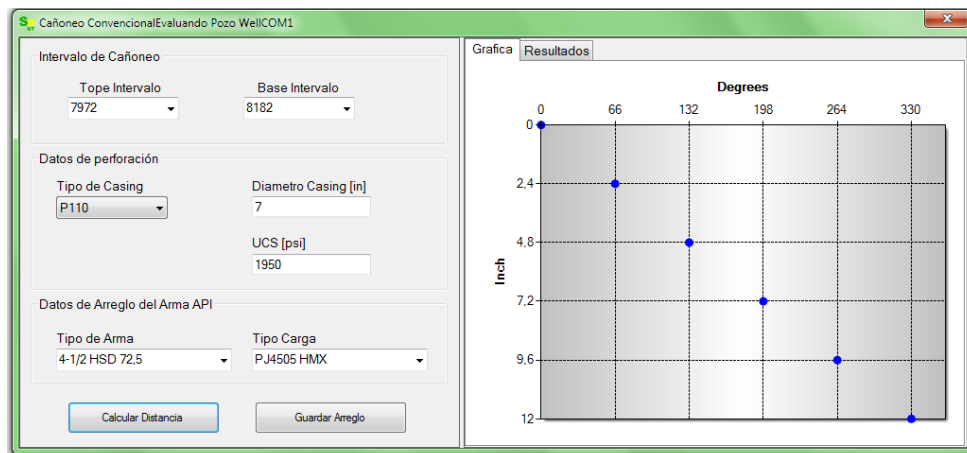 Cañoneo ConvencionalEvaluando Pozo WellCOM1
Intervalo de Cañoneo
Tope Intervalo Base Intervalo
7972 8182
Datos de perforación
Tipo de Casing Diametro Casing [in]
P110 7
UCS [psi]
1950
Datos de Arreglo del Arma API
Tipo de Arma Tipo Carga
4-1/2 HSD 72,5 PJ4505 HMX
Calcular Distancia Guardar Arreglo
Grafica Resultados
Degrees
0 66 132 198 264 330
0
2,4
4,8
Inch
7,2
9,6
12